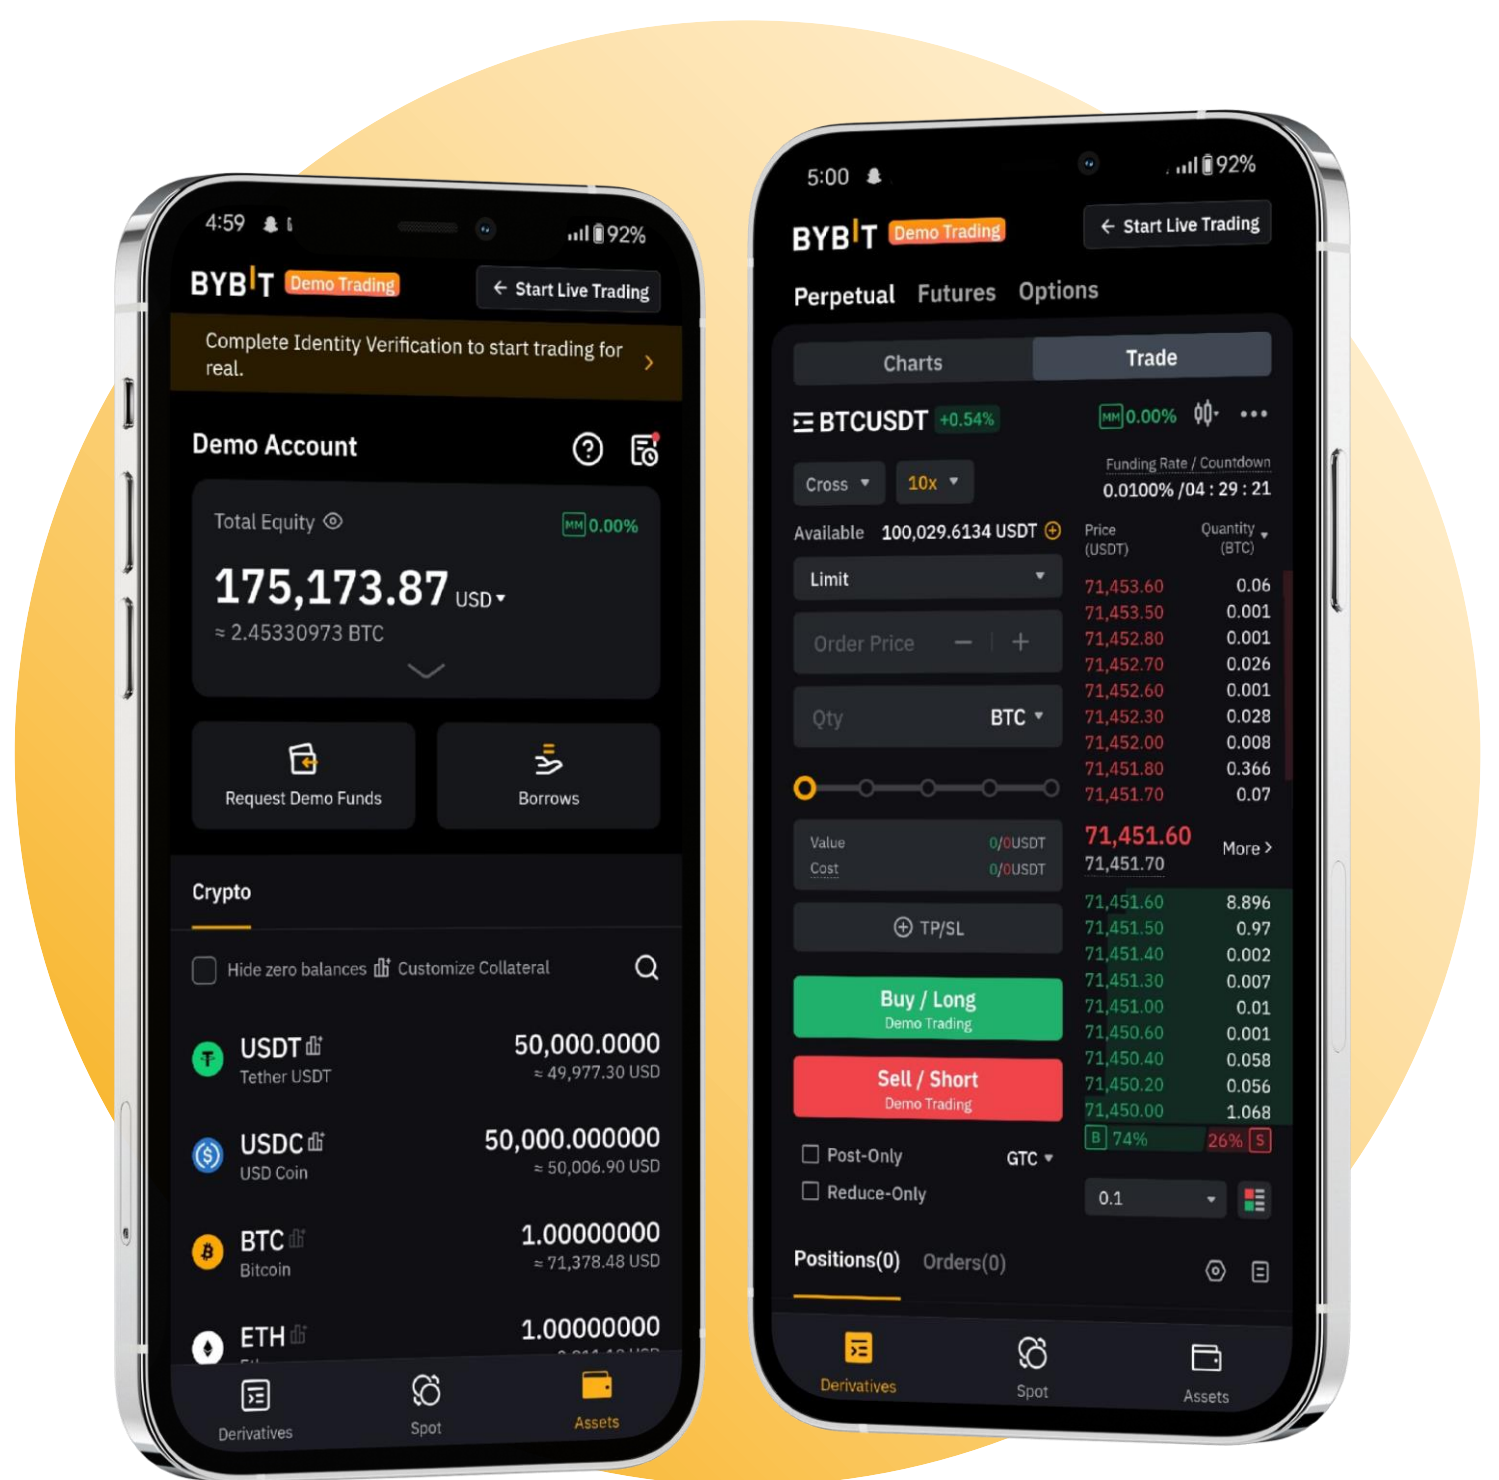 4:59
92%
BYBIT Demo Trading
← Start Live Trading
Complete Identity Verification to start trading for
real.
Demo Account
Total Equity
MM 0.00%
175,173.87 USD
≈ 2.45330973 BTC
Request Demo Funds
Borrows
Crypto
Hide zero balances
Customize Collateral
USDT
50,000.0000
Tether USDT
≈ 49,977.30 USD
USDC
50,000.000000
USD Coin
≈ 50,006.90 USD
BTC
1.00000000
Bitcoin
≈ 71,378.48 USD
ETH
1.00000000
Derivatives
Spot
Assets
5:00
92%
BYBIT Demo Trading
← Start Live Trading
Perpetual Futures Options
Charts
Trade
BTCUSDT +0.54%
MM 0.00%
Cross
10x
Funding Rate / Countdown
0.0100% /04 : 29 : 21
Available 100,029.6134 USDT
Limit
Order Price
Qty
BTC
Value
0/0USDT
Cost
0/0USDT
TP/SL
Buy / Long
Demo Trading
Sell / Short
Demo Trading
Post-Only
GTC
Reduce-Only
Price Quantity
(USDT) (BTC)
71,453.60 0.06
71,453.50 0.001
71,452.80 0.001
71,452.70 0.026
71,452.60 0.001
71,452.30 0.028
71,452.00 0.008
71,451.80 0.366
71,451.70 0.07
71,451.60
71,451.70
More >
71,451.60 8.896
71,451.50 0.97
71,451.40 0.002
71,451.30 0.007
71,451.00 0.01
71,450.60 0.001
71,450.40 0.058
71,450.20 0.056
71,450.00 1.068
B 74% 26% S
0.1
Positions(0) Orders(0)
Derivatives
Spot
Assets